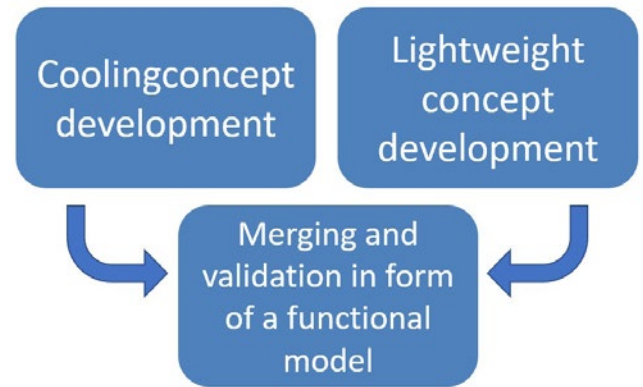 Coolingconcept
development
Lightweight
concept
development
Merging and
validation in form
of a functional
model